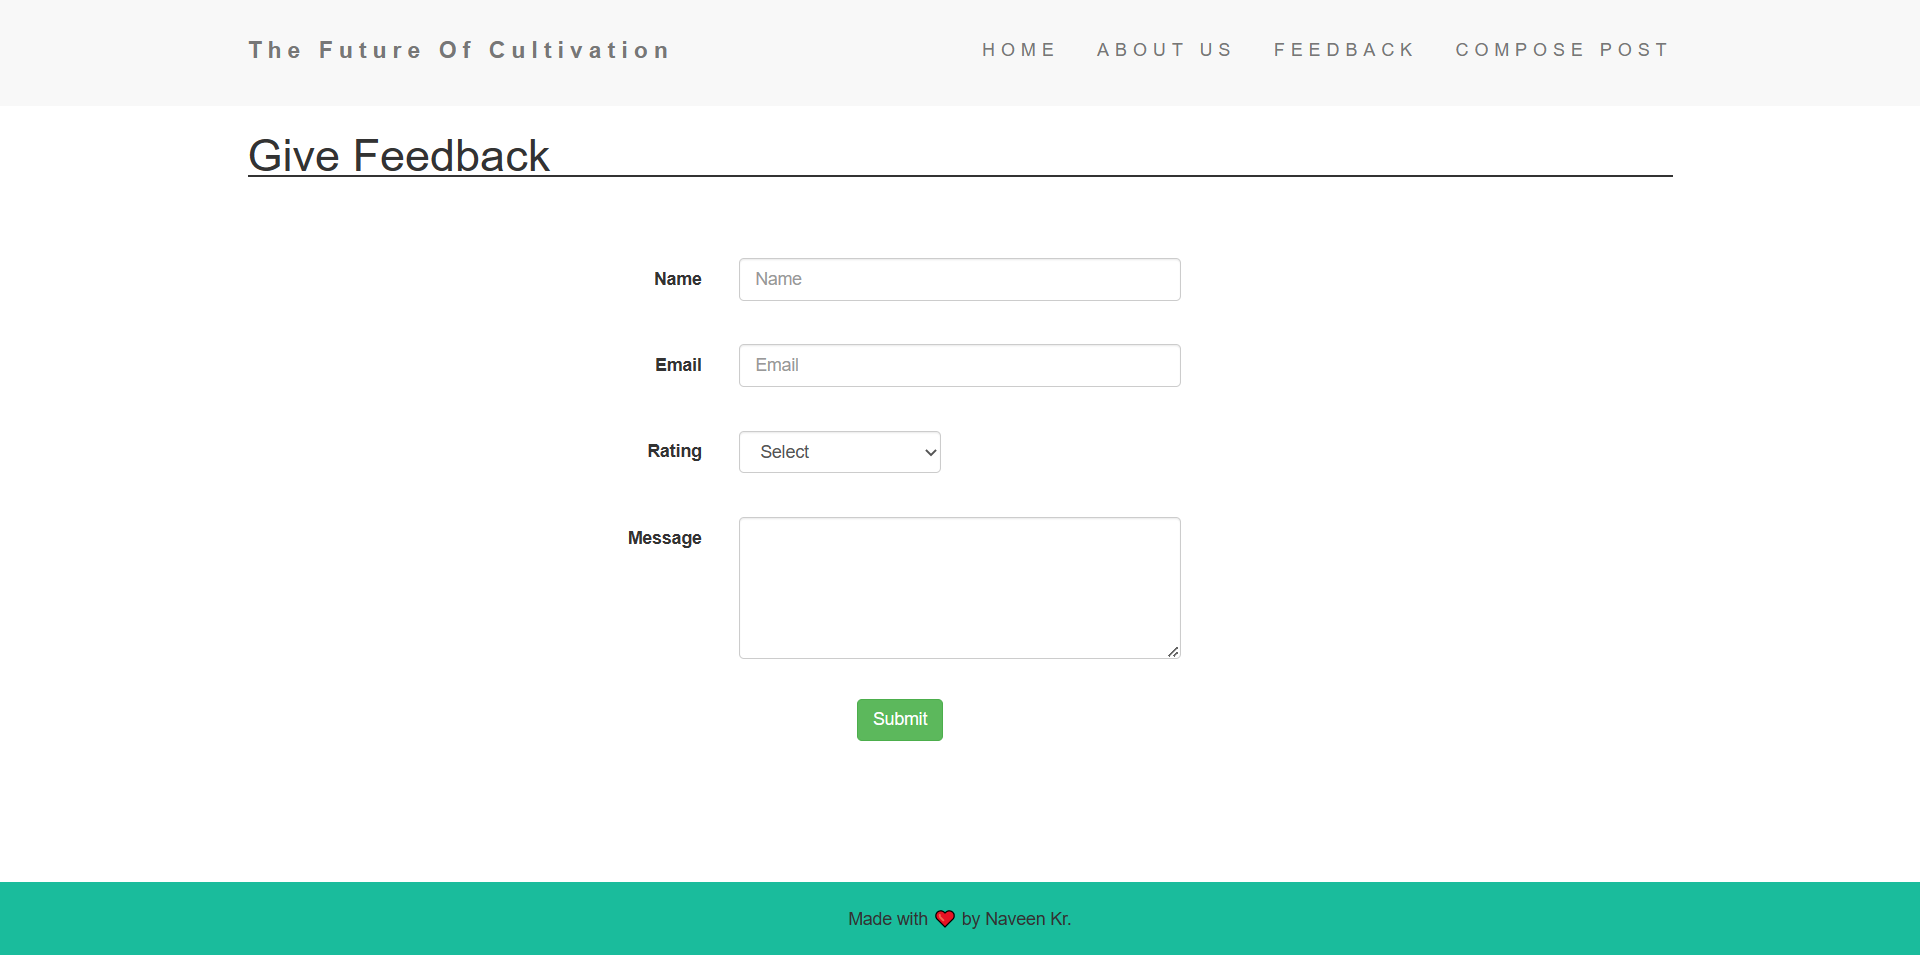 The Future Of Cultivation HOME ABOUT US FEEDBACK COMPOSE POST
Give Feedback
Name Name
Email Email
Rating Select
Message
Submit
Made with ❤ by Naveen Kr.